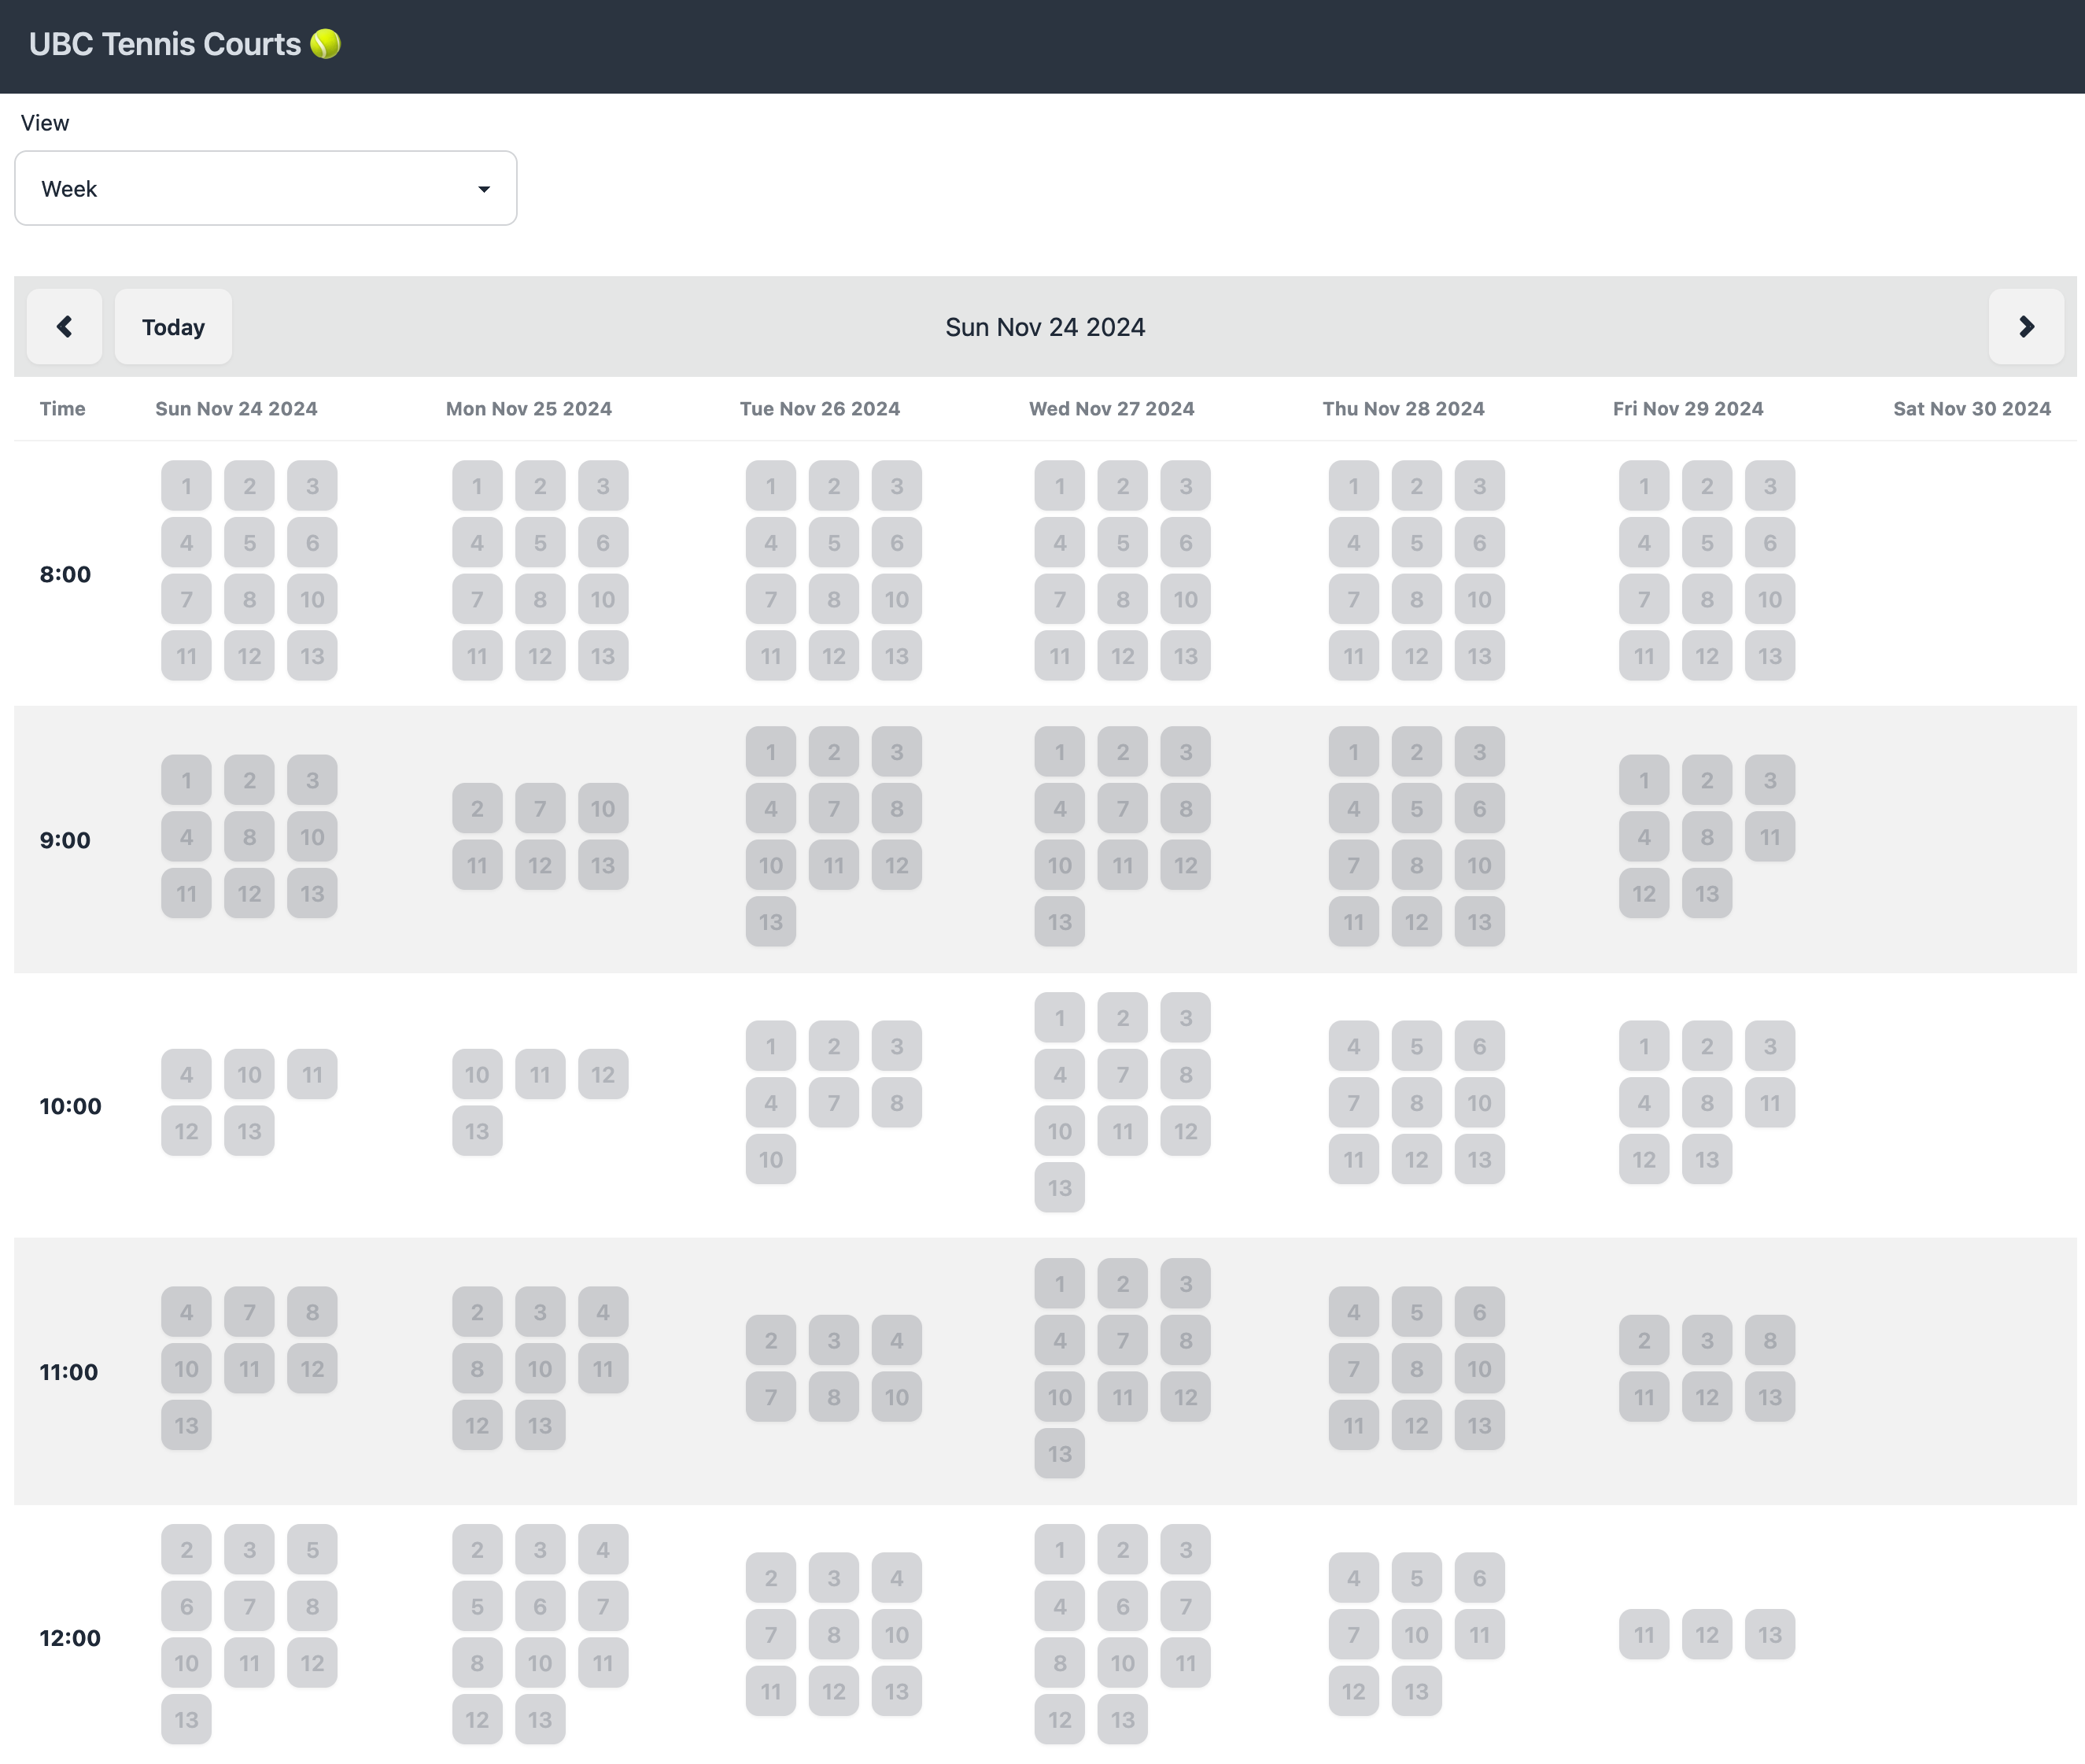 UBC Tennis Courts
View
Week
Today Sun Nov 24 2024
Time Sun Nov 24 2024 Mon Nov 25 2024 Tue Nov 26 2024 Wed Nov 27 2024 Thu Nov 28 2024 Fri Nov 29 2024 Sat Nov 30 2024
8:00
1 2 3 1 2 3 1 2 3 1 2 3 1 2 3 1 2 3
4 5 6 4 5 6 4 5 6 4 5 6 4 5 6 4 5 6
7 8 10 7 8 10 7 8 10 7 8 10 7 8 10 7 8 10
11 12 13 11 12 13 11 12 13 11 12 13 11 12 13 11 12 13
9:00
1 2 3
4 8 10
11 12 13
2 7 10
11 12 13
1 2 3
4 7 8
10 11 12
13
1 2 3
4 7 8
10 11 12
13
1 2 3
4 5 6
7 8 10
11 12 13
1 2 3
4 8 11
12 13
10:00
4 10 11
12 13
10 11 12
13
1 2 3
4 7 8
10
1 2 3
4 7 8
10 11 12
13
4 5 6
7 8 10
11 12 13
1 2 3
4 8 11
12 13
11:00
4 7 8
10 11 12
13
2 3 4
8 10 11
12 13
2 3 4
7 8 10
1 2 3
4 7 8
10 11 12
13
4 5 6
7 8 10
11 12 13
2 3 8
11 12 13
12:00
2 3 5
6 7 8
10 11 12
13
2 3 4
5 6 7
8 10 11
12 13
2 3 4
7 8 10
11 12 13
1 2 3
4 6 7
8 10 11
12 13
4 5 6
7 10 11
12 13
11 12 13